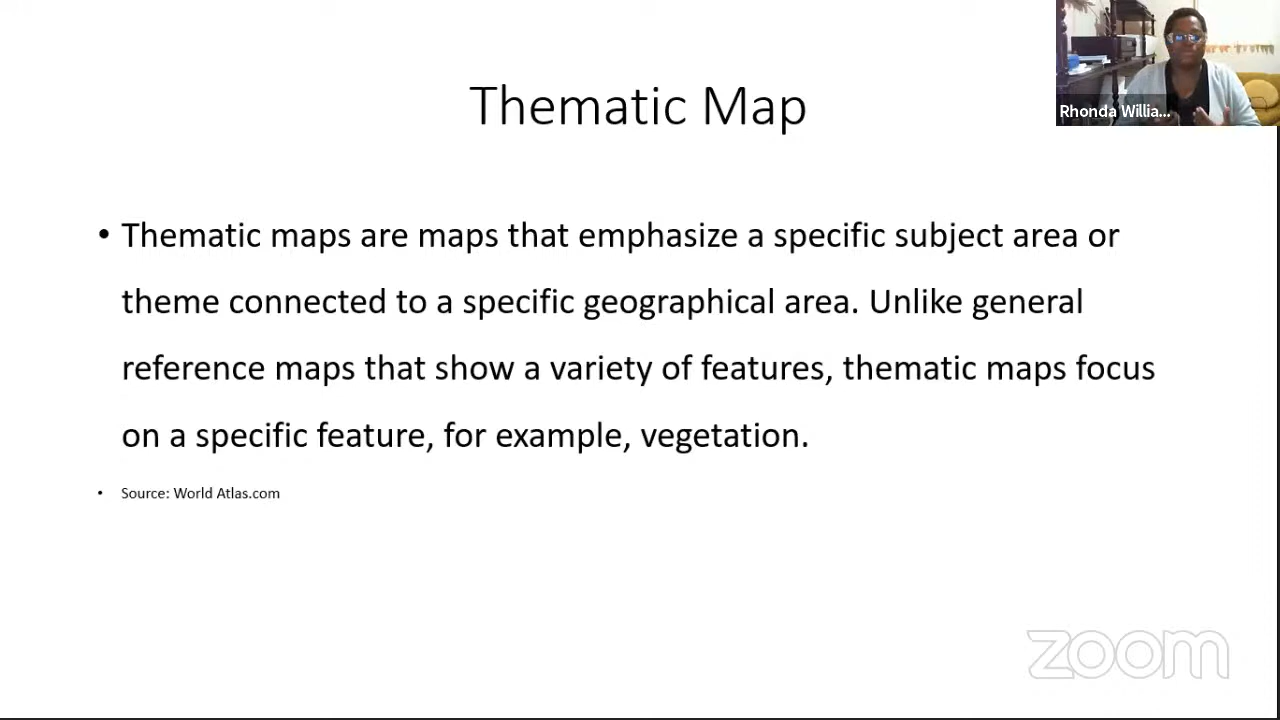 Thematic Map
Rhonda Willia...
• Thematic maps are maps that emphasize a specific subject area or
theme connected to a specific geographical area. Unlike general
reference maps that show a variety of features, thematic maps focus
on a specific feature, for example, vegetation.
• Source: World Atlas.com
zoom